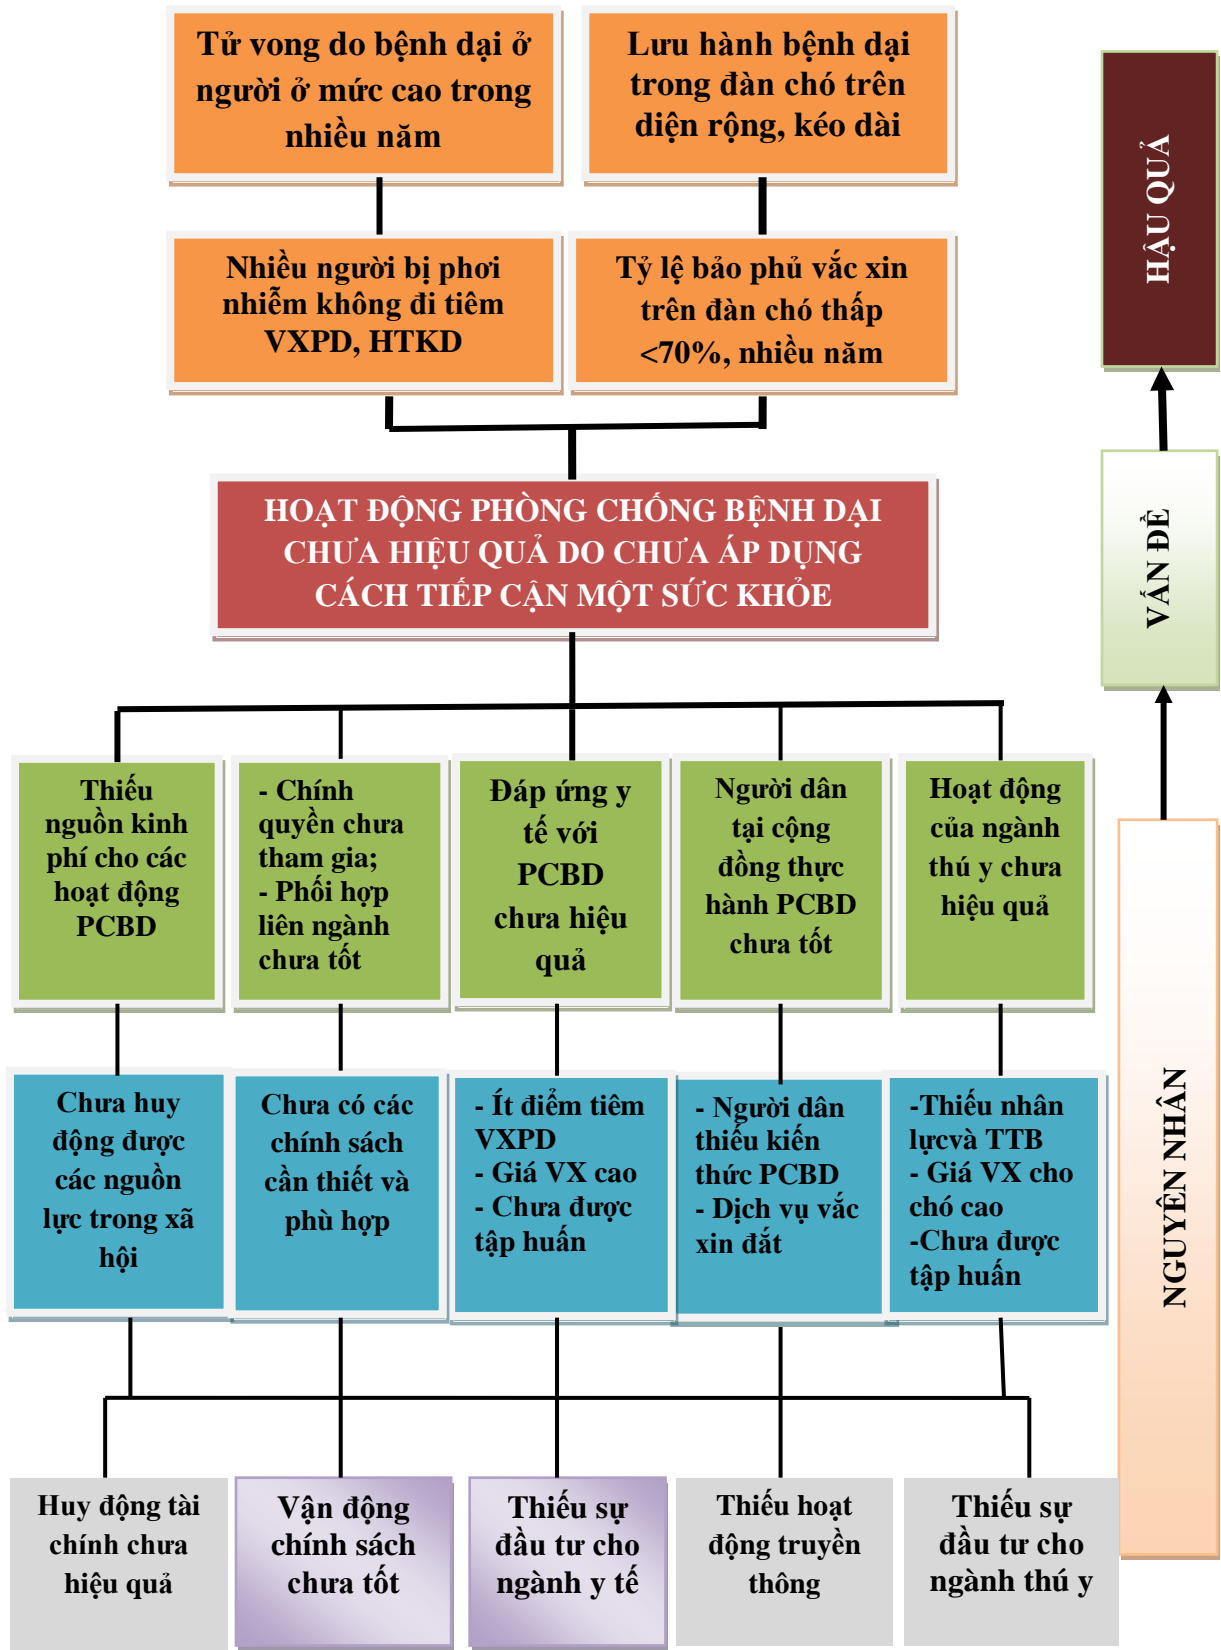 Tử vong do bệnh dại ở
người ở mức cao trong
nhiều năm
Lưu hành bệnh dại
trong đàn chó trên
diện rộng, kéo dài
HẬU QUẢ
Nhiều người bị phơi
nhiễm không đi tiêm
VXPD, HTKD
Tỷ lệ bảo phủ vắc xin
trên đàn chó thấp
<70%, nhiều năm
HOẠT ĐỘNG PHÒNG CHỐNG BỆNH DẠI
CHƯA HIỆU QUẢ DO CHƯA ÁP DỤNG
CÁCH TIẾP CẬN MỘT SỨC KHỎE
VẤN ĐỀ
Thiếu
nguồn kinh
phí cho các
hoạt động
PCBD
- Chính
quyền chưa
tham gia;
- Phối hợp
liên ngành
chưa tốt
Đáp ứng y
tế với
PCBD
chưa hiệu
quả
Người dân
tại cộng
đồng thực
hành PCBD
chưa tốt
Hoạt động
của ngành
thú y chưa
hiệu quả
NGUYÊN NHÂN
Chưa huy
động được
các nguồn
lực trong xã
hội
Chưa có các
chính sách
cần thiết và
phù hợp
- Ít điểm tiêm
VXPD
- Giá VX cao
- Chưa được
tập huấn
- Người dân
thiếu kiến
thức PCBD
- Dịch vụ vắc
xin đắt
-Thiếu nhân
lựcvà TTB
- Giá VX cho
chó cao
-Chưa được
tập huấn
Huy động tài
chính chưa
hiệu quả
Vận động
chính sách
chưa tốt
Thiếu sự
đầu tư cho
ngành y tế
Thiếu hoạt
động truyền
thông
Thiếu sự
đầu tư cho
ngành thú y